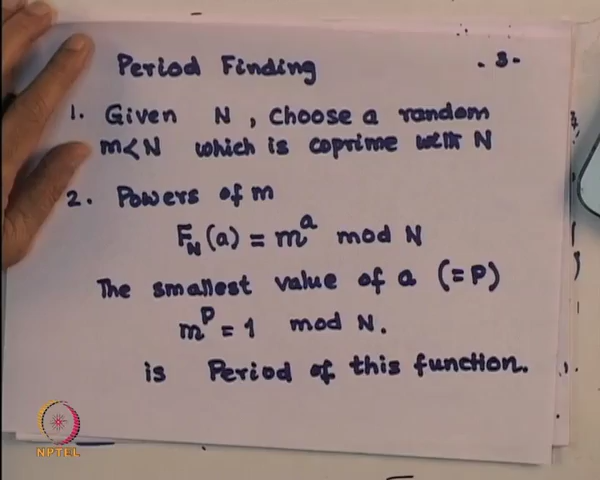 Period Finding
- 3 -
1. Given N, choose a random
m < N which is coprime with N
2. Powers of m
F_N(a) = m^a mod N
The smallest value of a (= P)
m^P = 1 mod N.
is Period of this function.
NPTEL